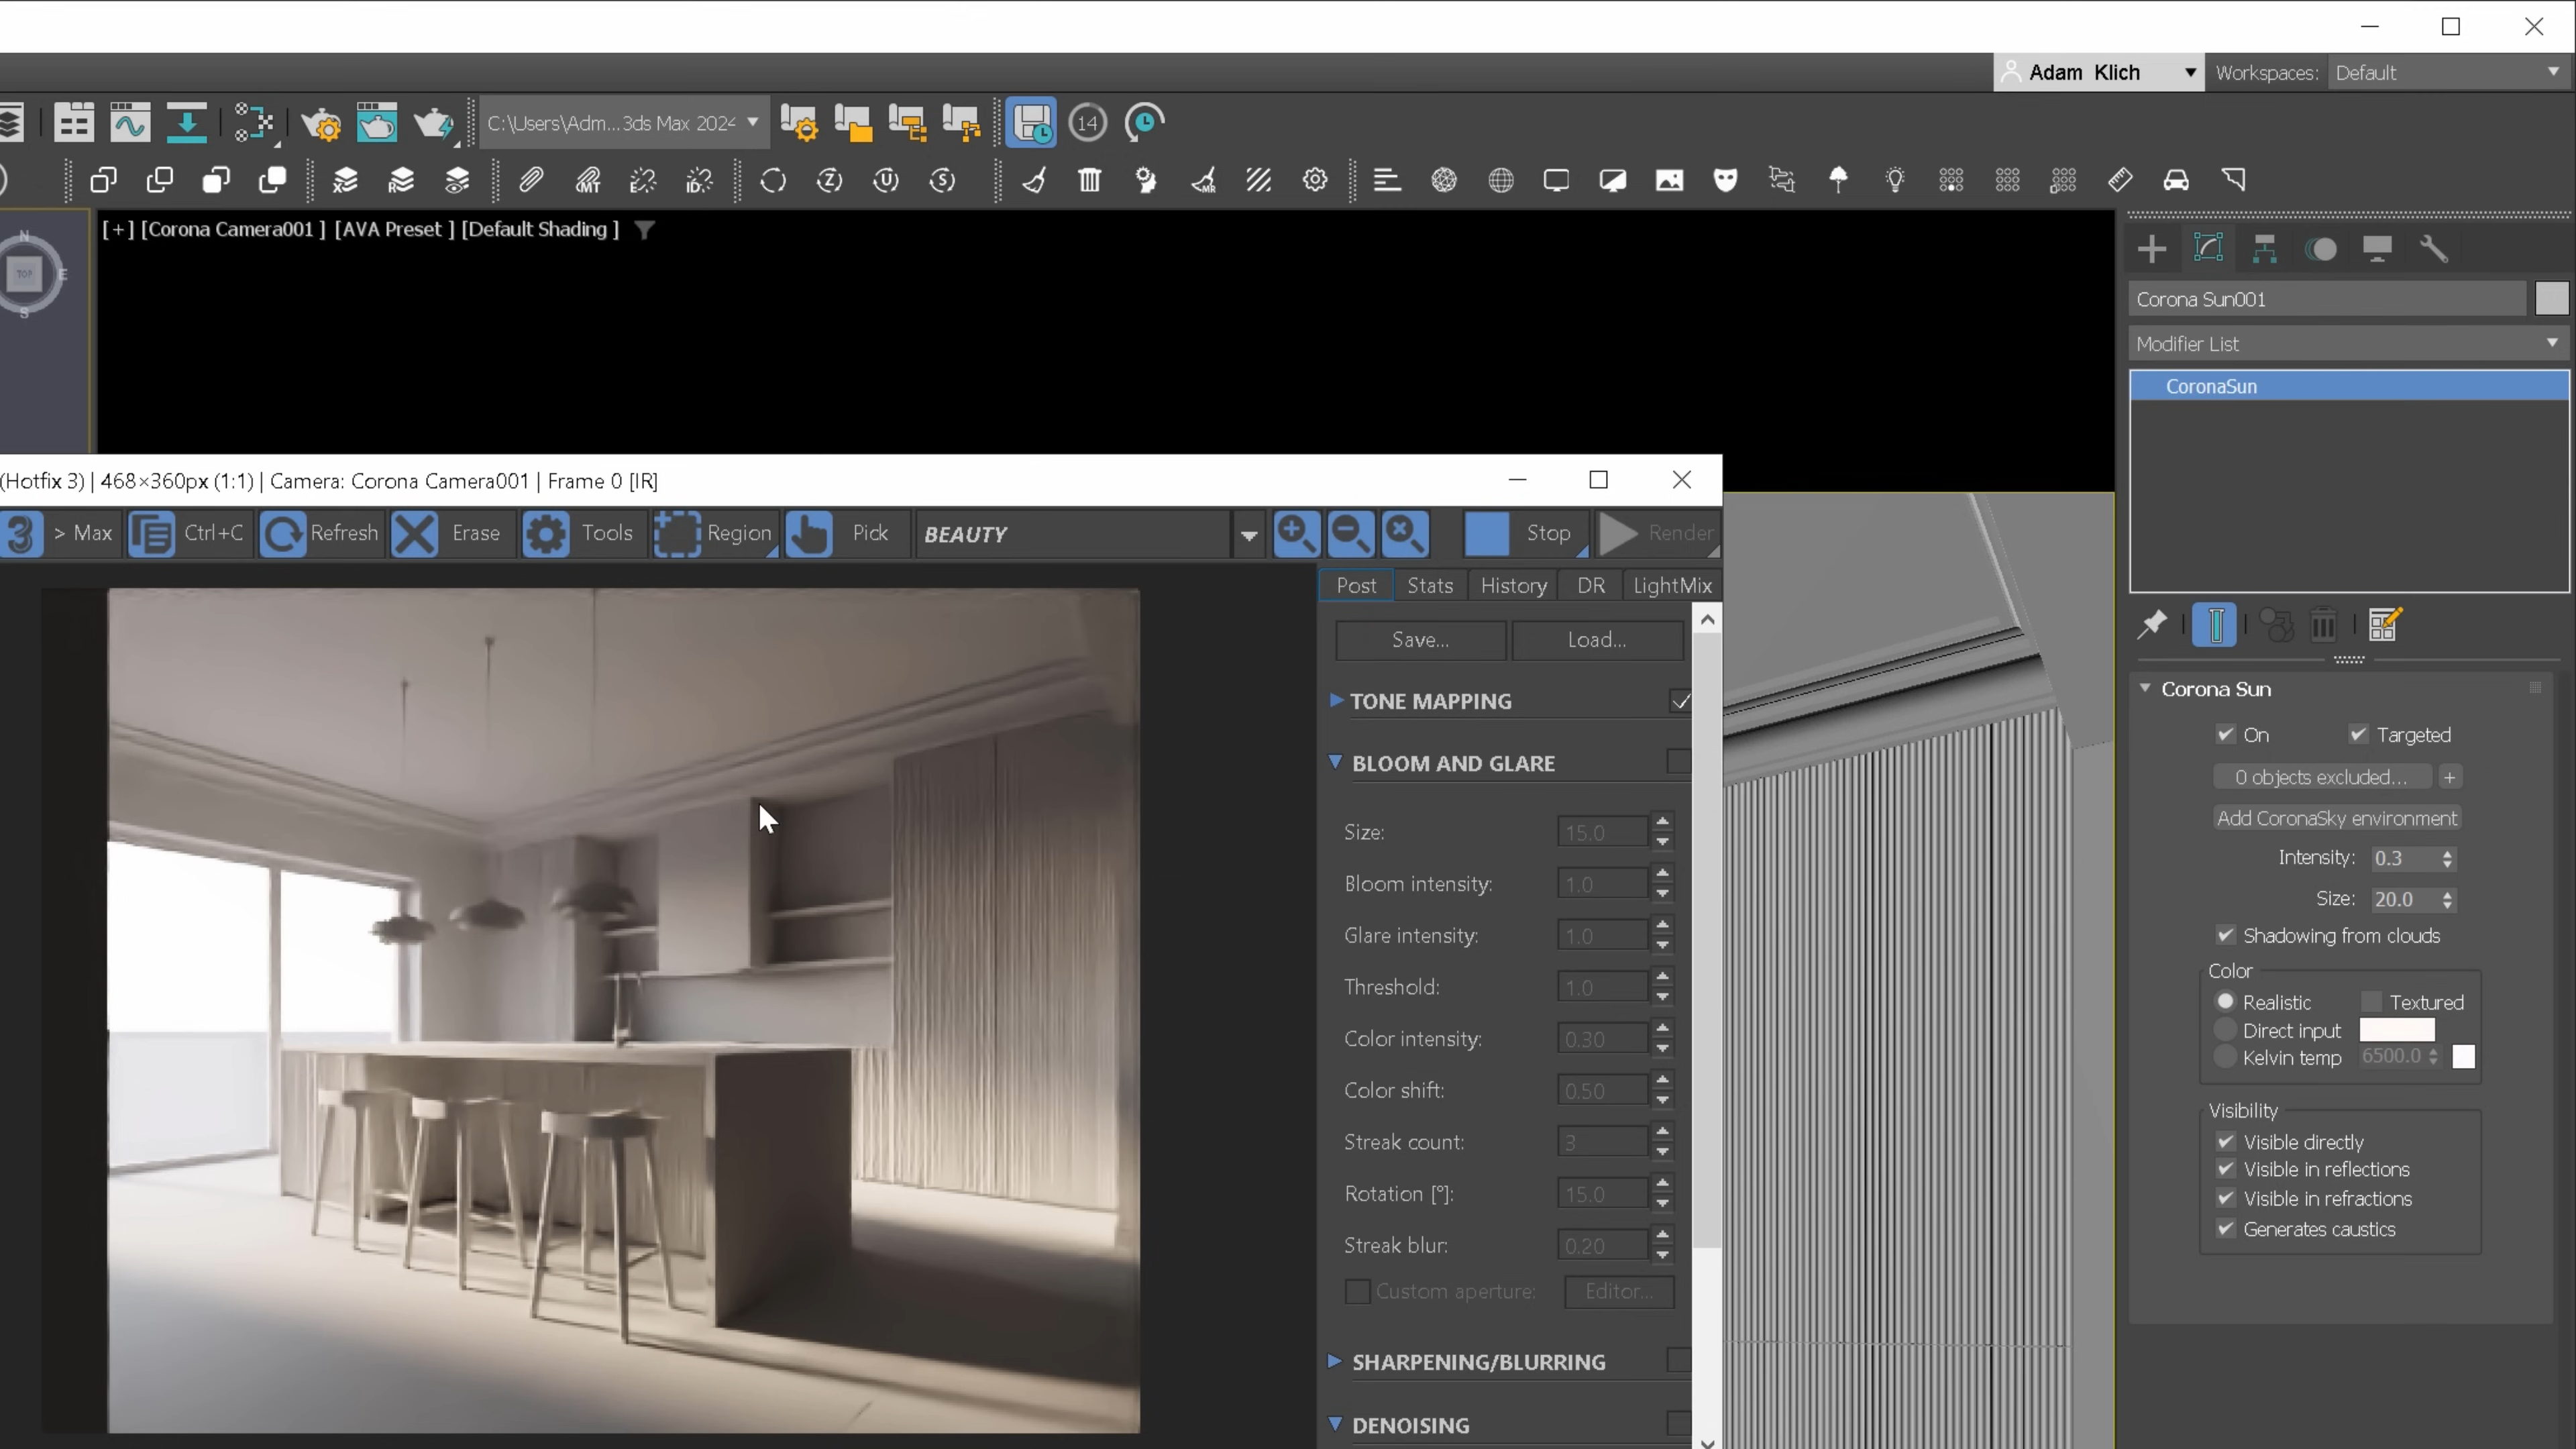 Adam Klich
Workspaces: Default
C:\Users\Adm...3ds Max 2024
14
MT
E
ID
Z
U
S
MR
X
R
N
TOP
E
S
[+] [Corona Camera001 ] [AVA Preset ] [Default Shading ]
Corona Sun001
Modifier List
CoronaSun
(Hotfix 3) | 468×360px (1:1) | Camera: Corona Camera001 | Frame 0 [IR]
3 > Max
Ctrl+C
Refresh
Erase
Tools
Region
Pick
BEAUTY
Stop
Render
Post Stats History DR LightMix
Save... Load...
TONE MAPPING
BLOOM AND GLARE
Size: 15.0
Bloom intensity: 1.0
Glare intensity: 1.0
Threshold: 1.0
Color intensity: 0.30
Color shift: 0.50
Streak count: 3
Rotation [°]: 15.0
Streak blur: 0.20
Custom aperture: Editor...
SHARPENING/BLURRING
DENOISING
Corona Sun
On Targeted
0 objects excluded... +
Add CoronaSky environment
Intensity: 0.3
Size: 20.0
Shadowing from clouds
Color
Realistic Textured
Direct input
Kelvin temp 6500.0
Visibility
Visible directly
Visible in reflections
Visible in refractions
Generates caustics